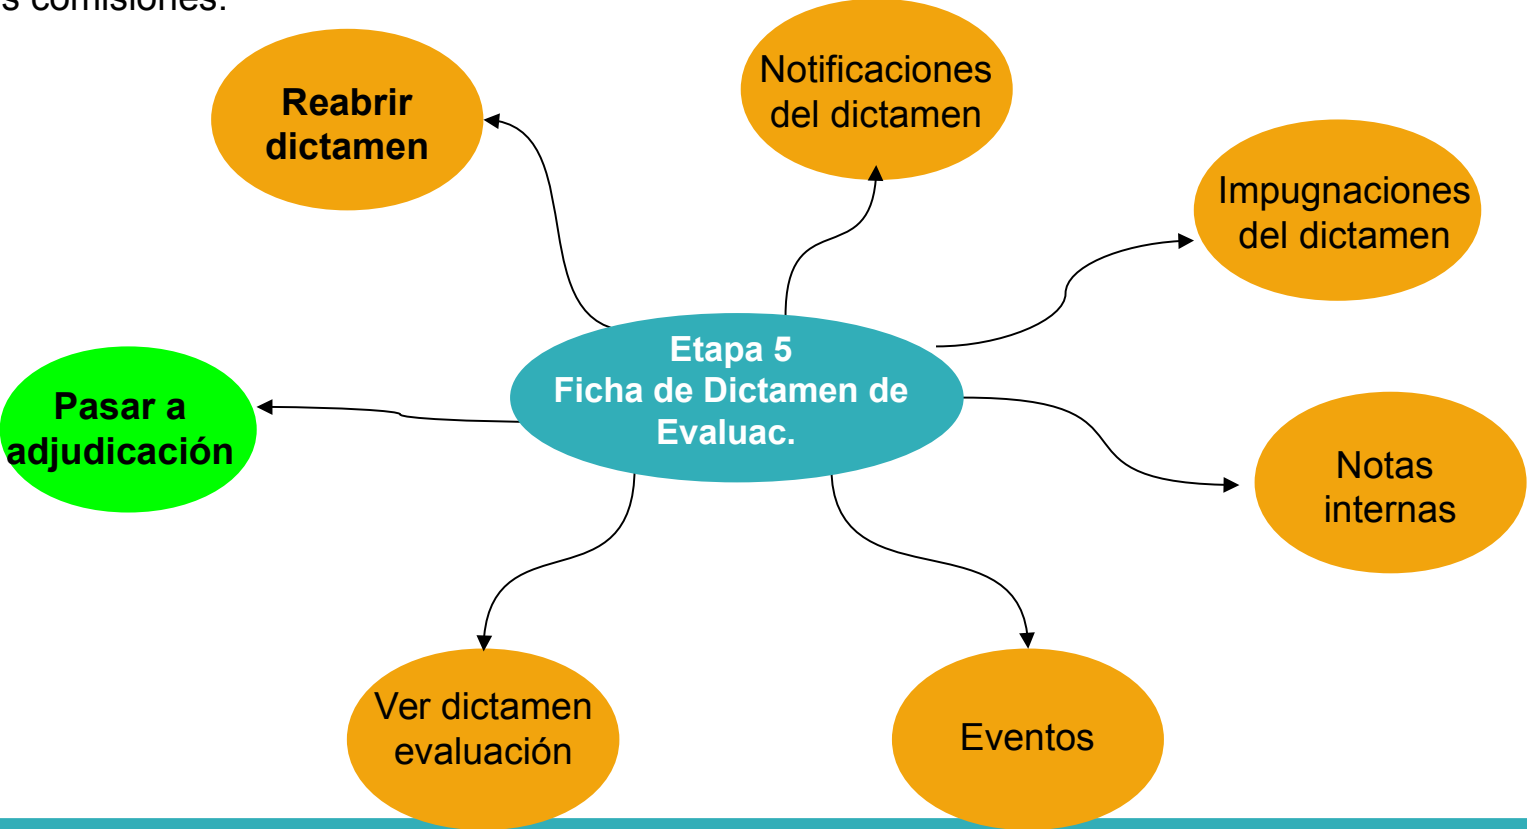 s comisiones.
Reabrir
dictamen
Notificaciones
del dictamen
Impugnaciones
del dictamen
Etapa 5
Ficha de Dictamen de
Evaluac.
Pasar a
adjudicación
Notas
internas
Ver dictamen
evaluación
Eventos